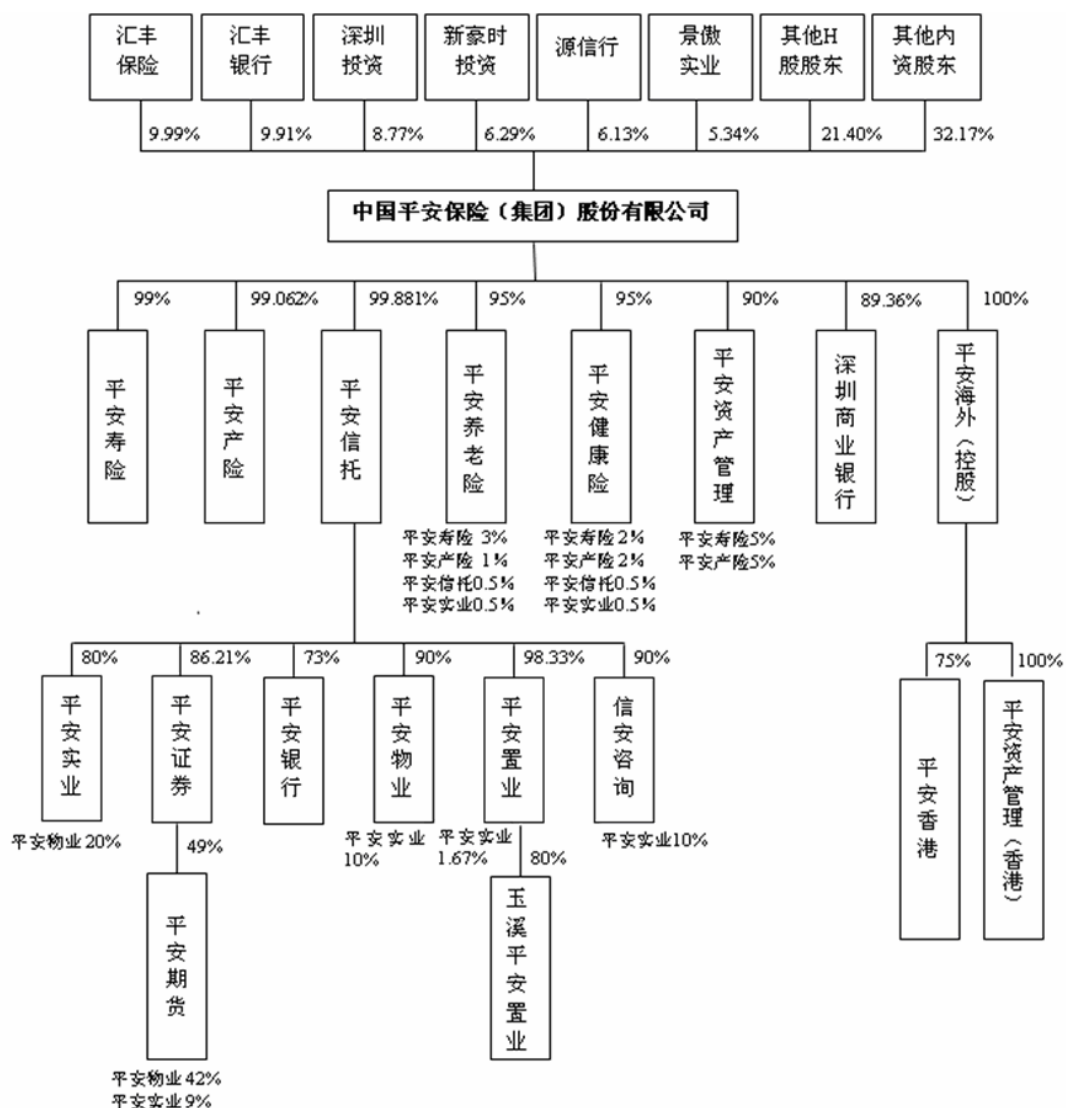 汇丰
保险
汇丰
银行
深圳
投资
新豪时
投资
源信行
景傲
实业
其他H
股股东
其他内
资股东
9.99%
9.91%
8.77%
6.29%
6.13%
5.34%
21.40%
32.17%
中国平安保险（集团）股份有限公司
99%
99.062%
99.881%
95%
95%
90%
89.36%
100%
平安寿险
平安产险
平安信托
平安养老险
平安健康险
平安资产管理
深圳商业银行
平安海外（控股）
平安寿险 3%
平安产险 1%
平安信托0.5%
平安实业0.5%
平安寿险2%
平安产险2%
平安信托0.5%
平安实业0.5%
平安寿险5%
平安产险5%
80%
86.21%
73%
90%
98.33%
90%
75%
100%
平安实业
平安证券
平安银行
平安物业
平安置业
信安咨询
平安香港
平安资产管理（香港）
平安物业20%
49%
平安实业
10%
平安实业
1.67%
80%
平安实业10%
平安期货
玉溪平安置业
平安物业42%
平安实业9%